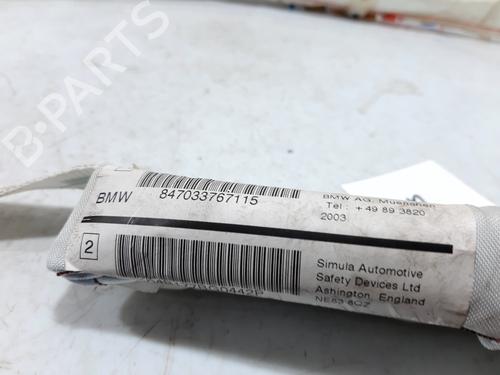 B-PARTS
BMW
847033767115
BMW AG, Muenchen
Tel.: +49 89 3820
2003
2
Simula Automotive
Safety Devices Ltd
Ashington, England
NE63 8QZ